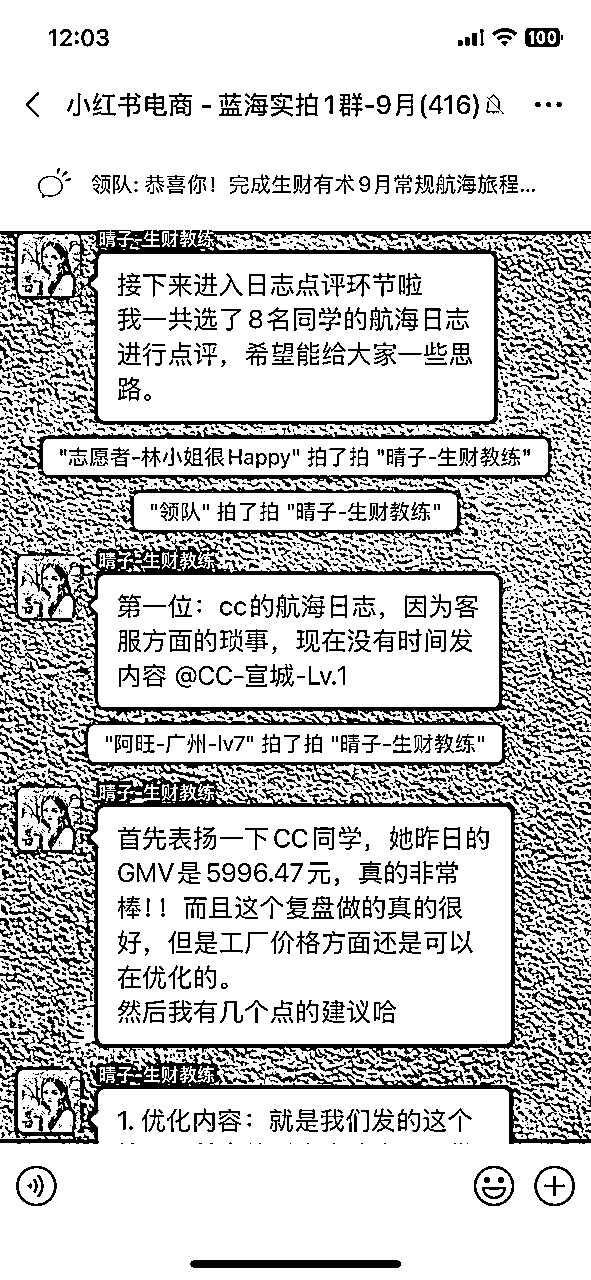 12:03
100
小红书电商 - 蓝海实拍1群-9月(416)
领队: 恭喜你！完成生财有术9月常规航海旅程...
晴子-生财教练
接下来进入日志点评环节啦
我一共选了8名同学的航海日志
进行点评，希望能给大家一些思
路。
"志愿者-林小姐很Happy" 拍了拍 "晴子-生财教练"
"领队" 拍了拍 "晴子-生财教练"
晴子-生财教练
第一位：cc的航海日志，因为客
服方面的琐事，现在没有时间发
内容 @CC-宣城-Lv.1
"阿旺-广州-lv7" 拍了拍 "晴子-生财教练"
晴子-生财教练
首先表扬一下CC同学，她昨日的
GMV是5996.47元，真的非常
棒！！而且这个复盘做的真的很
好，但是工厂价格方面还是可以
在优化的。
然后我有几个点的建议哈
晴子-生财教练
1. 优化内容：就是我们发的这个